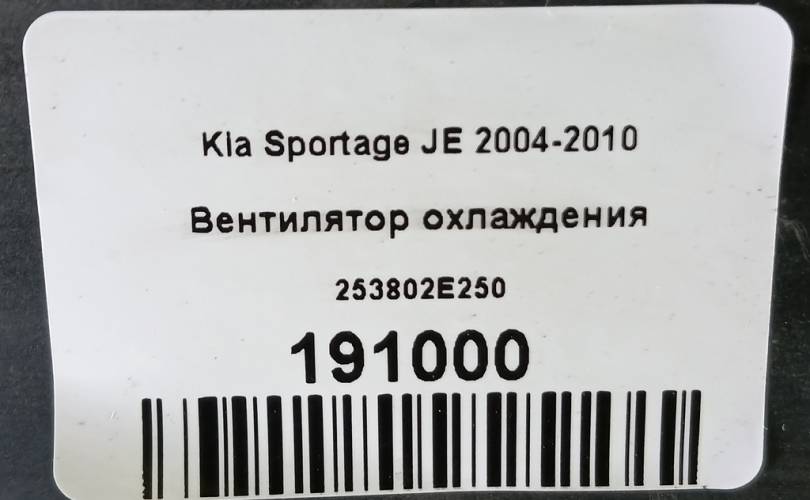 Kia Sportage JE 2004-2010
Вентилятор охлаждения
253802E250
191000